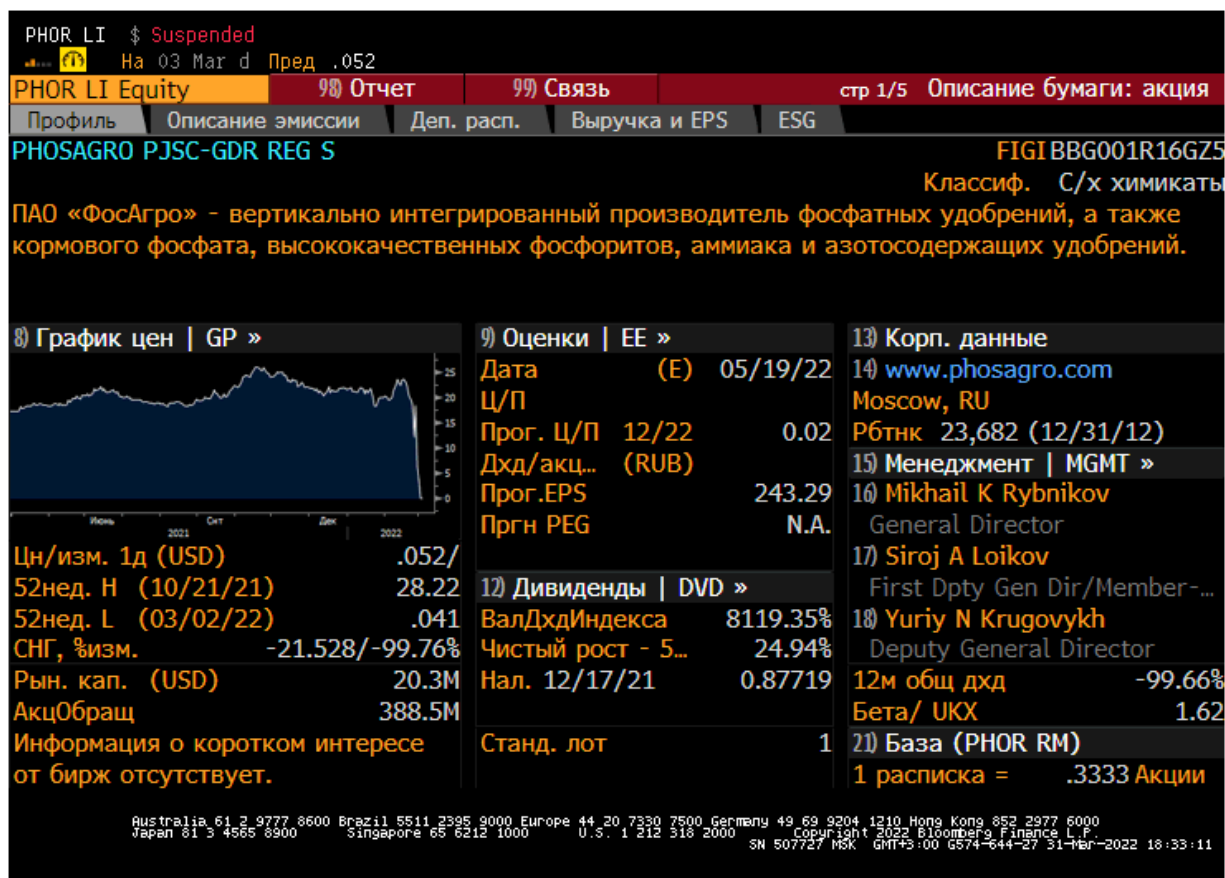 PHOR LI $ Suspended
На 03 Mar d Пред .052
PHOR LI Equity 98) Отчет 99) Связь стр 1/5 Описание бумаги: акция
Профиль Описание эмиссии Деп. расп. Выручка и EPS ESG
PHOSAGRO PJSC-GDR REG S FIGI BBG001R16GZ5
Классиф. С/х химикаты
ПАО «ФосАгро» - вертикально интегрированный производитель фосфатных удобрений, а также
кормового фосфата, высококачественных фосфоритов, аммиака и азотосодержащих удобрений.
8) График цен | GP »
25
20
15
10
5
0
Июнь Окт Дек
2021 2022
Цн/изм. 1д (USD) .052/
52нед. H (10/21/21) 28.22
52нед. L (03/02/22) .041
СНГ, %изм. -21.528/-99.76%
Рын. кап. (USD) 20.3M
АкцОбращ 388.5M
Информация о коротком интересе
от бирж отсутствует.
9) Оценки | EE »
Дата (E) 05/19/22
Ц/П
Прог. Ц/П 12/22 0.02
Дхд/акц... (RUB)
Прог.EPS 243.29
Пргн PEG N.A.
12) Дивиденды | DVD »
ВалДхдИндекса 8119.35%
Чистый рост - 5... 24.94%
Нал. 12/17/21 0.87719
Станд. лот 1
13) Корп. данные
14) www.phosagro.com
Moscow, RU
Рбтнк 23,682 (12/31/12)
15) Менеджмент | MGMT »
16) Mikhail K Rybnikov
General Director
17) Siroj A Loikov
First Dpty Gen Dir/Member-...
18) Yuriy N Krugovykh
Deputy General Director
12м общ дхд -99.66%
Бета/ UKX 1.62
21) База (PHOR RM)
1 расписка = .3333 Акции
Australia 61 2 9777 8600 Brazil 5511 2395 9000 Europe 44 20 7330 7500 Germany 49 69 9204 1210 Hong Kong 852 2977 6000
Japan 81 3 4565 8900 Singapore 65 6212 1000 U.S. 1 212 318 2000 Copyright 2022 Bloomberg Finance L.P.
SN 507727 MSK GMT+3:00 G574-644-27 31-Mar-2022 18:33:11